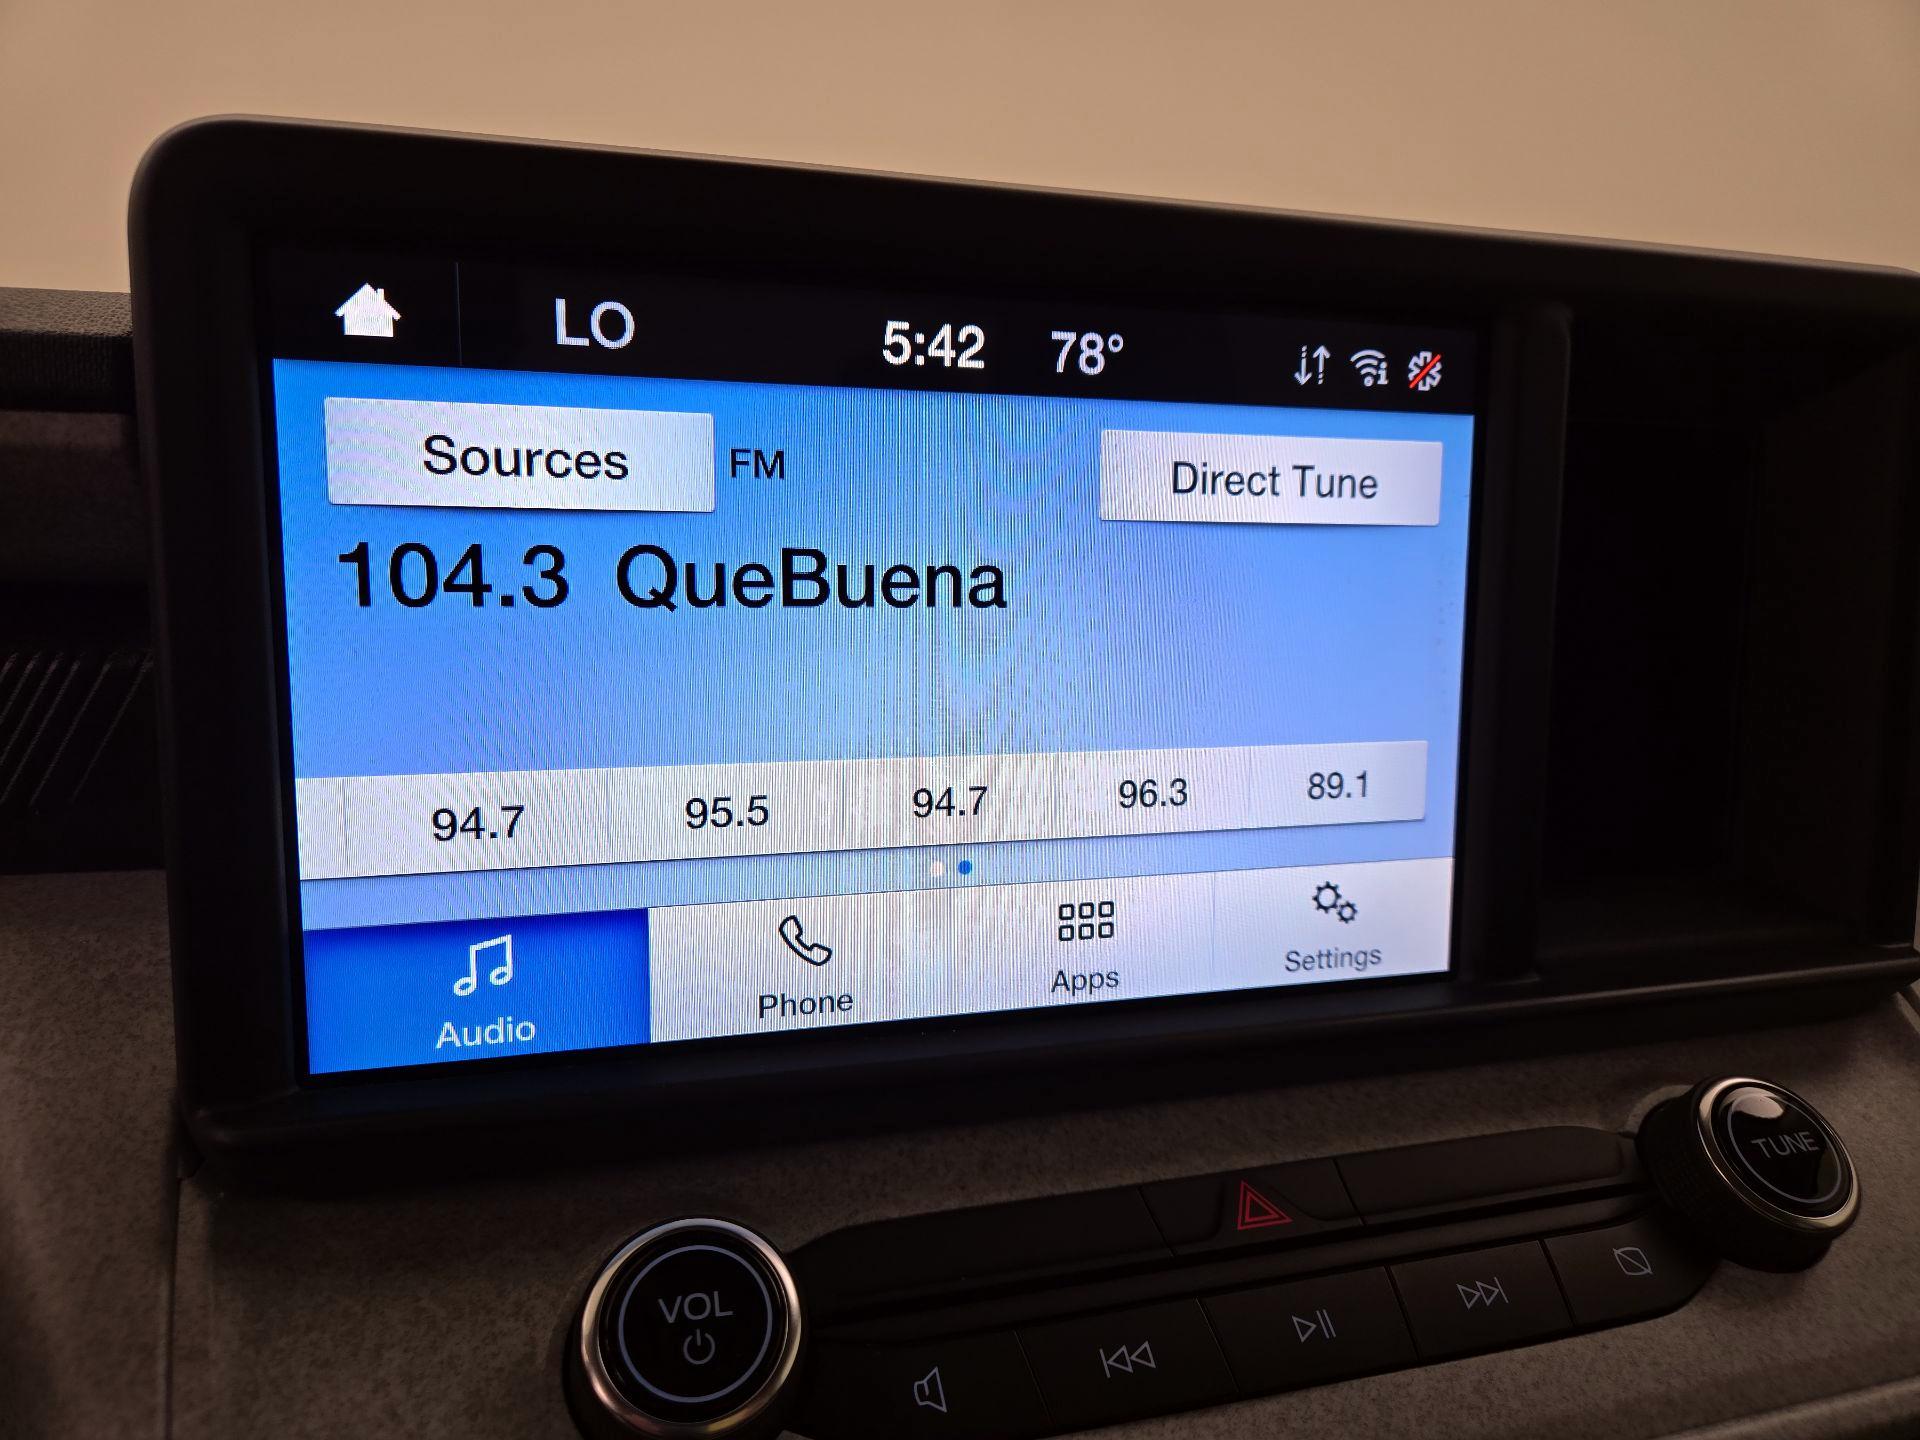 LO 5:42 78°
Sources FM Direct Tune
104.3 QueBuena
94.7 95.5 94.7 96.3 89.1
Audio Phone Apps Settings
TUNE
VOL